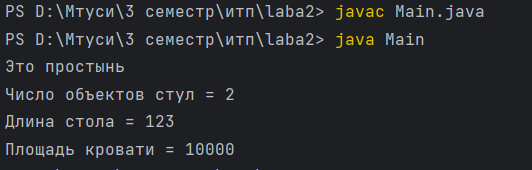 PS D:\Мтуси\3 семестр\итп\laba2> javac Main.java
PS D:\Мтуси\3 семестр\итп\laba2> java Main
Это простынь
Число объектов стул = 2
Длина стола = 123
Площадь кровати = 10000